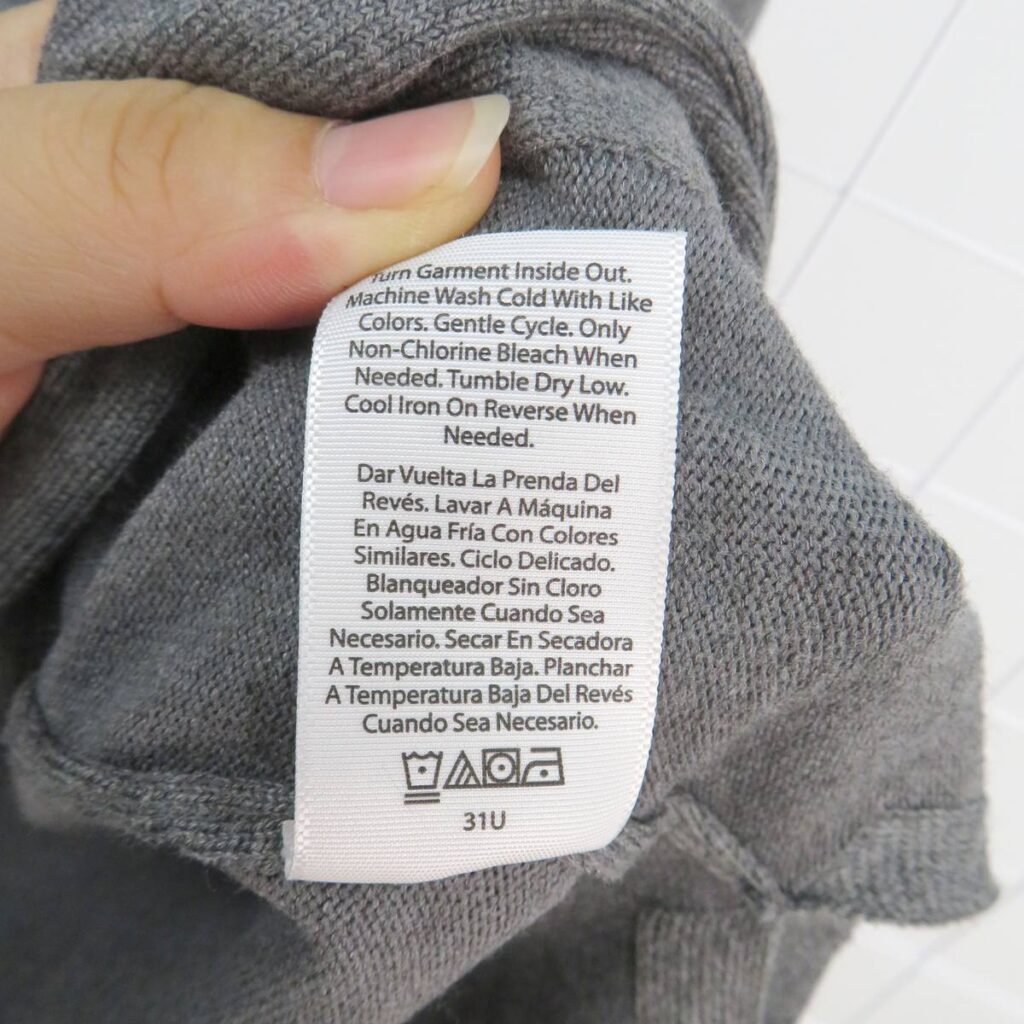 Turn Garment Inside Out.
Machine Wash Cold With Like
Colors. Gentle Cycle. Only
Non-Chlorine Bleach When
Needed. Tumble Dry Low.
Cool Iron On Reverse When
Needed.
Dar Vuelta La Prenda Del
Revés. Lavar A Máquina
En Agua Fría Con Colores
Similares. Ciclo Delicado.
Blanqueador Sin Cloro
Solamente Cuando Sea
Necesario. Secar En Secadora
A Temperatura Baja. Planchar
A Temperatura Baja Del Revés
Cuando Sea Necesario.
31U